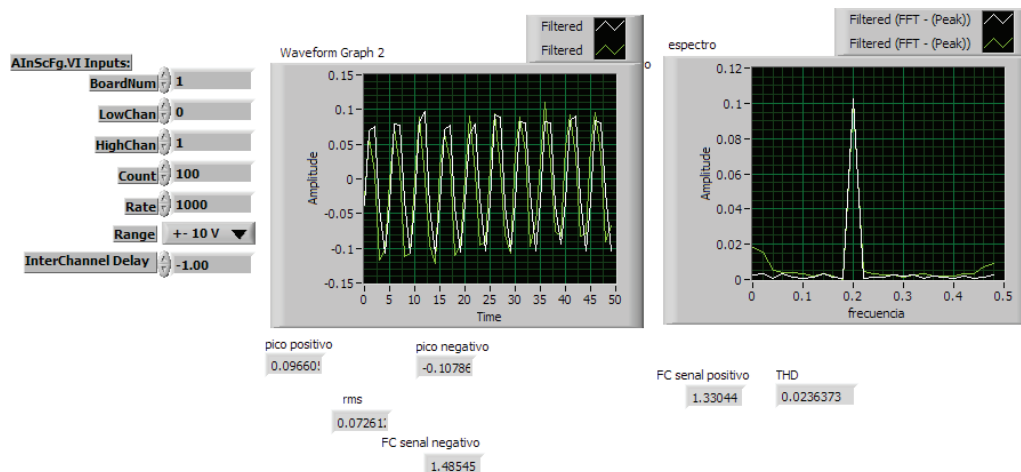 AInScFg.VI Inputs:
BoardNum 1
LowChan 0
HighChan 1
Count 100
Rate 1000
Range +- 10 V
InterChannel Delay -1.00
Waveform Graph 2
Filtered
Filtered
o
0.15
0.1
0.05
0
-0.05
-0.1
-0.15
Amplitude
0 5 10 15 20 25 30 35 40 45 50
Time
espectro
Filtered (FFT - (Peak))
Filtered (FFT - (Peak))
0.12
0.1
0.08
0.06
0.04
0.02
0
Amplitude
0 0.1 0.2 0.3 0.4 0.5
frecuencia
pico positivo
0.09660
pico negativo
-0.10786
rms
0.07261
FC senal negativo
1.48545
FC senal positivo
1.33044
THD
0.0236373